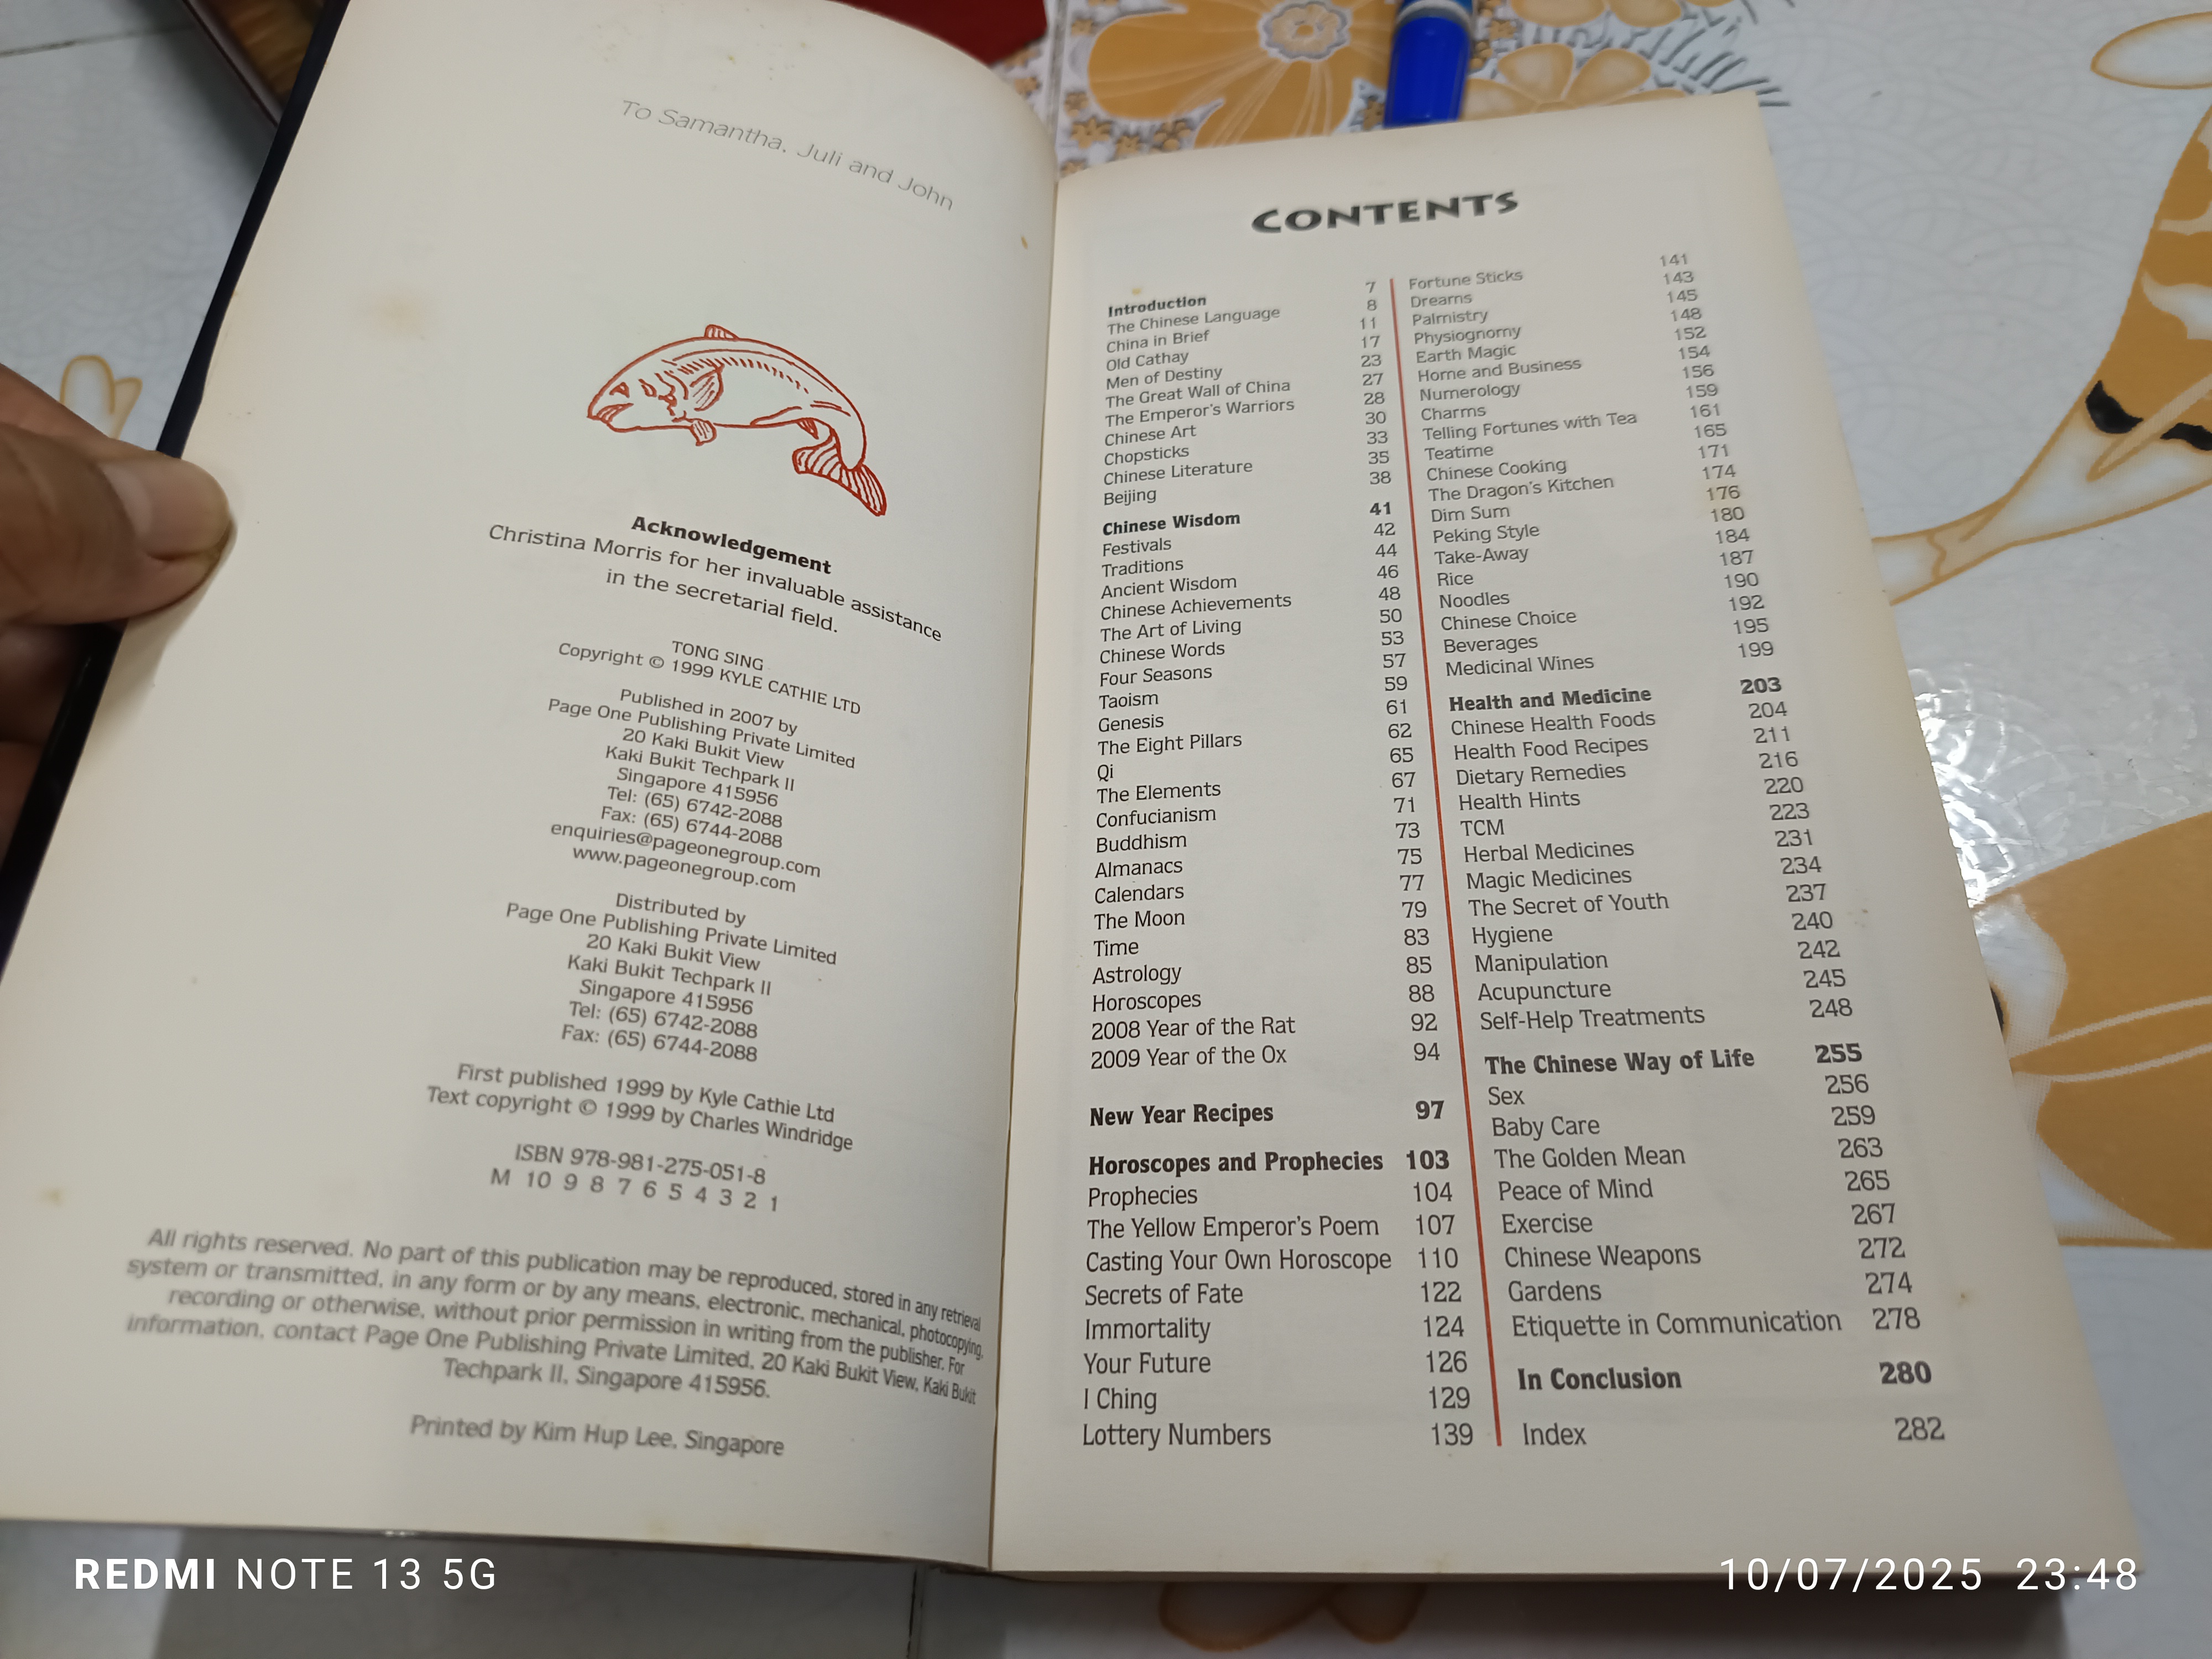 To Samantha, Juli and John
Acknowledgement
Christina Morris for her invaluable assistance
in the secretarial field.
TONG SING
Copyright © 1999 KYLE CATHIE LTD
Published in 2007 by
Page One Publishing Private Limited
20 Kaki Bukit View
Kaki Bukit Techpark II
Singapore 415956
Tel: (65) 6742-2088
Fax: (65) 6744-2088
enquiries@pageonegroup.com
www.pageonegroup.com
Distributed by
Page One Publishing Private Limited
20 Kaki Bukit View
Kaki Bukit Techpark II
Singapore 415956
Tel: (65) 6742-2088
Fax: (65) 6744-2088
First published 1999 by Kyle Cathie Ltd
Text copyright © 1999 by Charles Windridge
ISBN 978-981-275-051-8
M 10 9 8 7 6 5 4 3 2 1
All rights reserved. No part of this publication may be reproduced, stored in any retrieval
system or transmitted, in any form or by any means, electronic, mechanical, photocopying,
recording or otherwise, without prior permission in writing from the publisher. For
information, contact Page One Publishing Private Limited, 20 Kaki Bukit View, Kaki Bukit
Techpark II, Singapore 415956.
Printed by Kim Hup Lee, Singapore
CONTENTS
Introduction 7
The Chinese Language 8
China in Brief 11
Old Cathay 17
Men of Destiny 23
The Great Wall of China 27
The Emperor's Warriors 28
Chinese Art 30
Chopsticks 33
Chinese Literature 35
Beijing 38
Chinese Wisdom 41
Festivals 42
Traditions 44
Ancient Wisdom 46
Chinese Achievements 48
The Art of Living 50
Chinese Words 53
Four Seasons 57
Taoism 59
Genesis 61
The Eight Pillars 62
Qi 65
The Elements 67
Confucianism 71
Buddhism 73
Almanacs 75
Calendars 77
The Moon 79
Time 83
Astrology 85
Horoscopes 88
2008 Year of the Rat 92
2009 Year of the Ox 94
New Year Recipes 97
Horoscopes and Prophecies 103
Prophecies 104
The Yellow Emperor's Poem 107
Casting Your Own Horoscope 110
Secrets of Fate 122
Immortality 124
Your Future 126
I Ching 129
Lottery Numbers 139
Fortune Sticks 141
Dreams 143
Palmistry 145
Physiognomy 148
Earth Magic 152
Home and Business 154
Numerology 156
Charms 159
Telling Fortunes with Tea 161
Teatime 165
Chinese Cooking 171
The Dragon's Kitchen 174
Dim Sum 176
Peking Style 180
Take-Away 184
Rice 187
Noodles 190
Chinese Choice 192
Beverages 195
Medicinal Wines 199
Health and Medicine 203
Chinese Health Foods 204
Health Food Recipes 211
Dietary Remedies 216
Health Hints 220
TCM 223
Herbal Medicines 231
Magic Medicines 234
The Secret of Youth 237
Hygiene 240
Manipulation 242
Acupuncture 245
Self-Help Treatments 248
The Chinese Way of Life 255
Sex 256
Baby Care 259
The Golden Mean 263
Peace of Mind 265
Exercise 267
Chinese Weapons 272
Gardens 274
Etiquette in Communication 278
In Conclusion 280
Index 282
REDMI NOTE 13 5G
10/07/2025 23:48